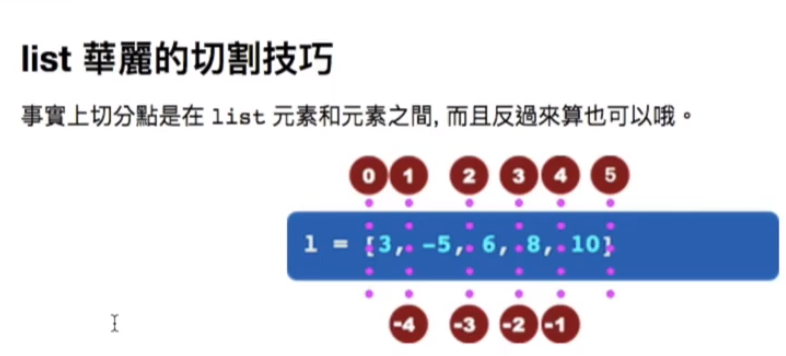 list 華麗的切割技巧
事實上切分點是在 list 元素和元素之間, 而且反過來算也可以哦。
0 1 2 3 4 5
l = [3, -5, 6, 8, 10]
-4 -3 -2 -1